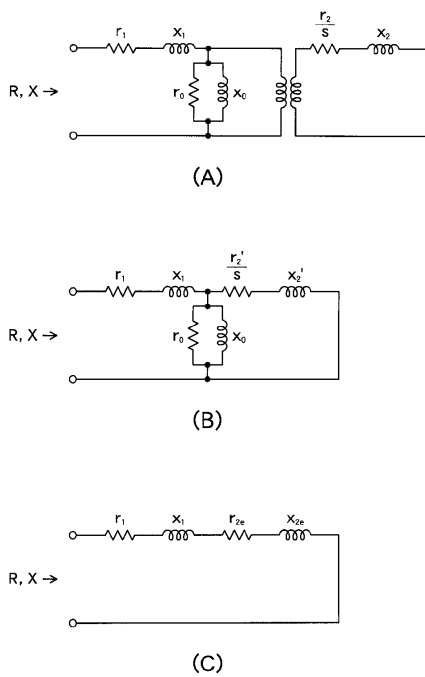 r₁ x₁ r₂/s x₂
r₀ x₀
R, X →
(A)
r₁ x₁ r₂'/s x₂'
r₀ x₀
R, X →
(B)
r₁ x₁ r₂ₑ x₂ₑ
R, X →
(C)